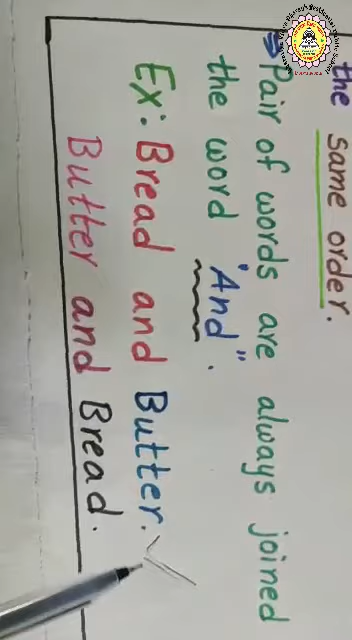 the same order.
⇒ Pair of words are always joined
the word "And".
Ex: Bread and Butter. ✓
Butter and Bread.